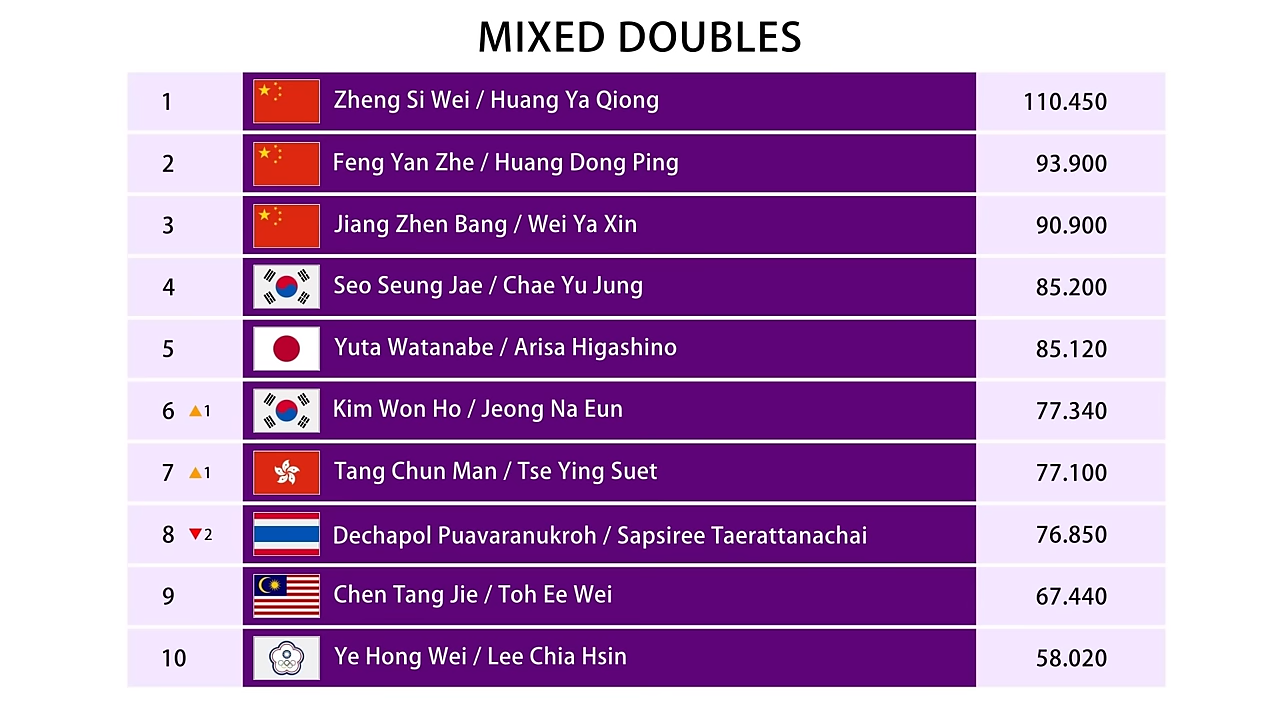 MIXED DOUBLES
1 Zheng Si Wei / Huang Ya Qiong 110.450
2 Feng Yan Zhe / Huang Dong Ping 93.900
3 Jiang Zhen Bang / Wei Ya Xin 90.900
4 Seo Seung Jae / Chae Yu Jung 85.200
5 Yuta Watanabe / Arisa Higashino 85.120
6 ▲1 Kim Won Ho / Jeong Na Eun 77.340
7 ▲1 Tang Chun Man / Tse Ying Suet 77.100
8 ▼2 Dechapol Puavaranukroh / Sapsiree Taerattanachai 76.850
9 Chen Tang Jie / Toh Ee Wei 67.440
10 Ye Hong Wei / Lee Chia Hsin 58.020